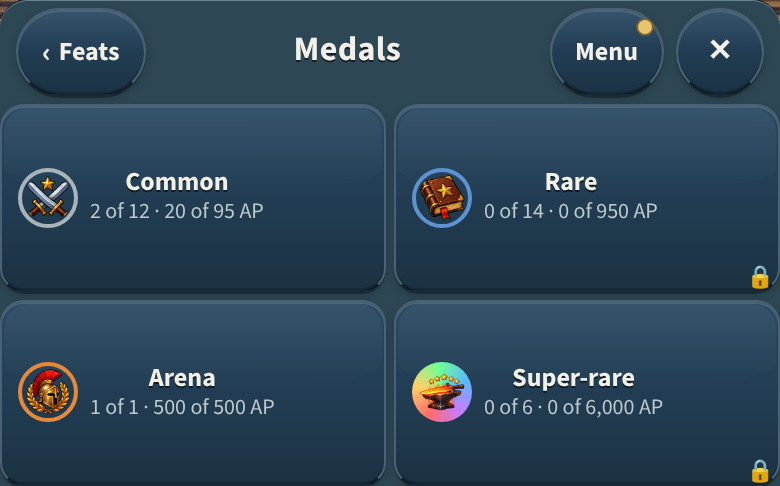 ‹ Feats
Medals
Menu
✕
Common
2 of 12 · 20 of 95 AP
Rare
0 of 14 · 0 of 950 AP
Arena
1 of 1 · 500 of 500 AP
Super-rare
0 of 6 · 0 of 6,000 AP